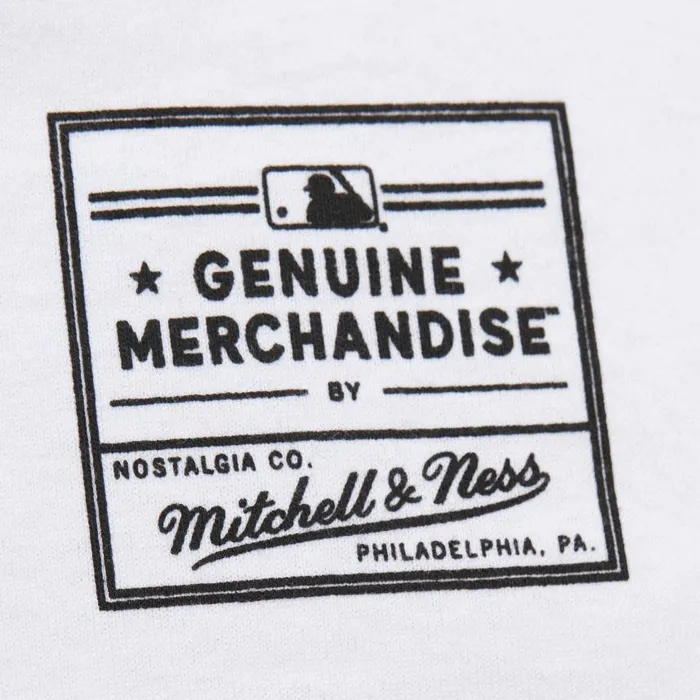 ★ GENUINE ★
MERCHANDISE™
BY
NOSTALGIA CO.
Mitchell & Ness
PHILADELPHIA, PA.